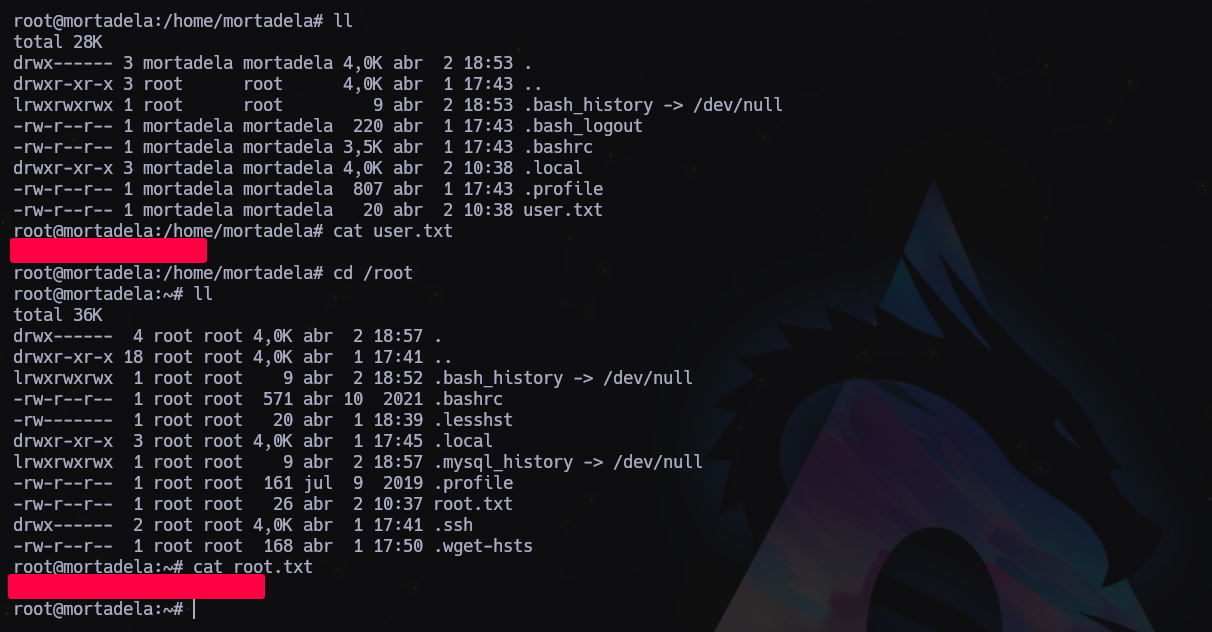 root@mortadela:/home/mortadela# ll
total 28K
drwx------ 3 mortadela mortadela 4,0K abr  2 18:53 .
drwxr-xr-x 3 root      root      4,0K abr  1 17:43 ..
lrwxrwxrwx 1 root      root         9 abr  2 18:53 .bash_history -> /dev/null
-rw-r--r-- 1 mortadela mortadela  220 abr  1 17:43 .bash_logout
-rw-r--r-- 1 mortadela mortadela 3,5K abr  1 17:43 .bashrc
drwxr-xr-x 3 mortadela mortadela 4,0K abr  2 10:38 .local
-rw-r--r-- 1 mortadela mortadela  807 abr  1 17:43 .profile
-rw-r--r-- 1 mortadela mortadela   20 abr  2 10:38 user.txt
root@mortadela:/home/mortadela# cat user.txt
root@mortadela:/home/mortadela# cd /root
root@mortadela:~# ll
total 36K
drwx------  4 root root 4,0K abr  2 18:57 .
drwxr-xr-x 18 root root 4,0K abr  1 17:41 ..
lrwxrwxrwx  1 root root    9 abr  2 18:52 .bash_history -> /dev/null
-rw-r--r--  1 root root  571 abr 10  2021 .bashrc
-rw-------  1 root root   20 abr  1 18:39 .lesshst
drwxr-xr-x  3 root root 4,0K abr  1 17:45 .local
lrwxrwxrwx  1 root root    9 abr  2 18:57 .mysql_history -> /dev/null
-rw-r--r--  1 root root  161 jul  9  2019 .profile
-rw-r--r--  1 root root   26 abr  2 10:37 root.txt
drwx------  2 root root 4,0K abr  1 17:41 .ssh
-rw-r--r--  1 root root  168 abr  1 17:50 .wget-hsts
root@mortadela:~# cat root.txt
root@mortadela:~#